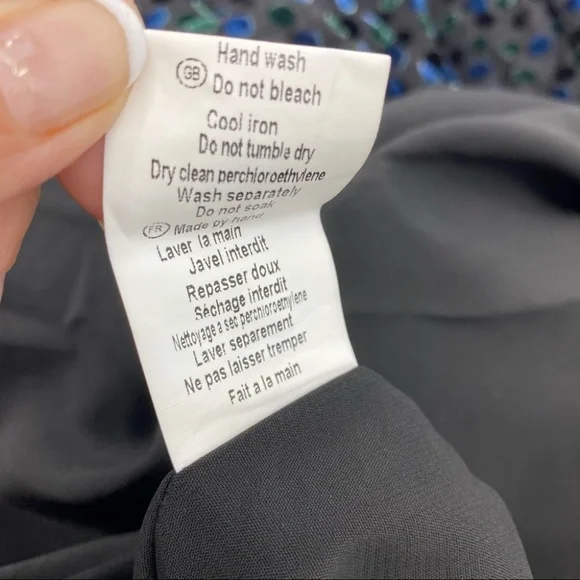 Hand wash
GB Do not bleach
Cool iron
Do not tumble dry
Dry clean perchloroethylene
Wash separately
Do not soak
FR Made by hand
Laver la main
Javel interdit
Repasser doux
Séchage interdit
Nettoyage a sec perchloroethylene
Laver separement
Ne pas laisser tremper
Fait a la main